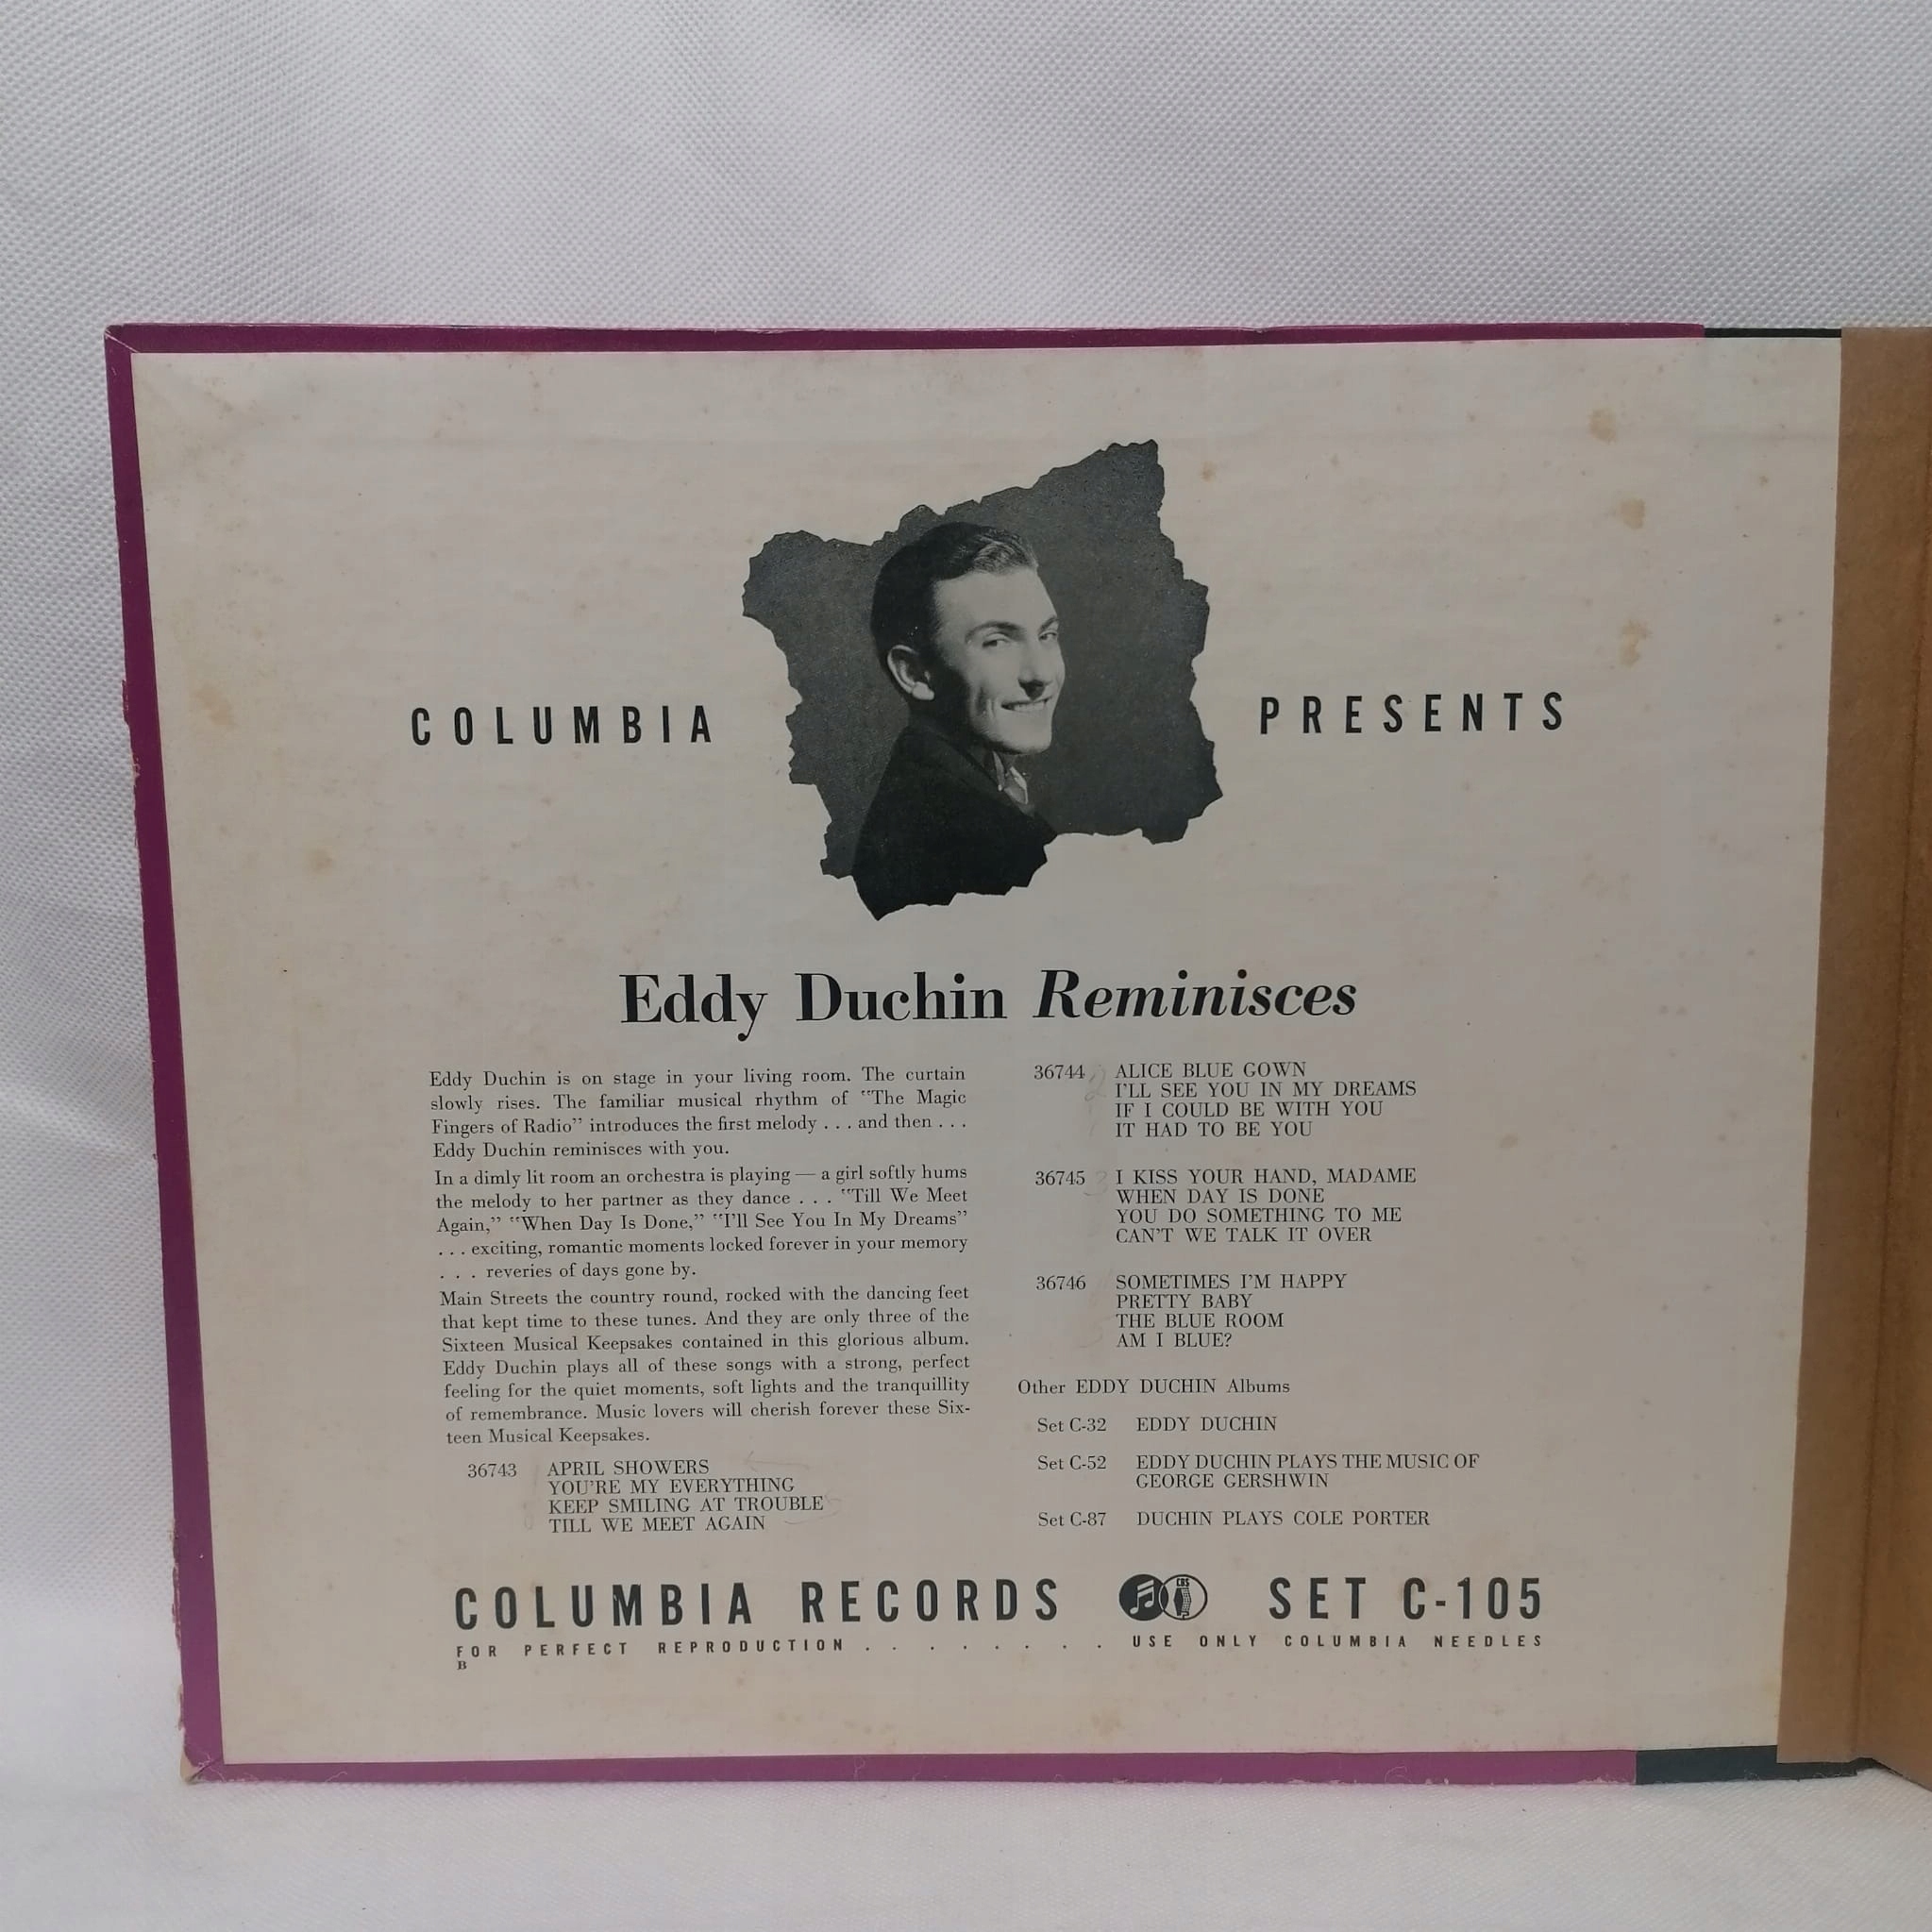 COLUMBIA PRESENTS
Eddy Duchin Reminisces
Eddy Duchin is on stage in your living room. The curtain
slowly rises. The familiar musical rhythm of "The Magic
Fingers of Radio" introduces the first melody . . . and then . . .
Eddy Duchin reminisces with you.
In a dimly lit room an orchestra is playing — a girl softly hums
the melody to her partner as they dance . . . "Till We Meet
Again," "When Day Is Done," "I'll See You In My Dreams"
. . . exciting, romantic moments locked forever in your memory
. . . reveries of days gone by.
Main Streets the country round, rocked with the dancing feet
that kept time to these tunes. And they are only three of the
Sixteen Musical Keepsakes contained in this glorious album.
Eddy Duchin plays all of these songs with a strong, perfect
feeling for the quiet moments, soft lights and the tranquillity
of remembrance. Music lovers will cherish forever these Six-
teen Musical Keepsakes.
36743 APRIL SHOWERS
YOU'RE MY EVERYTHING
KEEP SMILING AT TROUBLE
TILL WE MEET AGAIN
36744 ALICE BLUE GOWN
I'LL SEE YOU IN MY DREAMS
IF I COULD BE WITH YOU
IT HAD TO BE YOU
36745 I KISS YOUR HAND, MADAME
WHEN DAY IS DONE
YOU DO SOMETHING TO ME
CAN'T WE TALK IT OVER
36746 SOMETIMES I'M HAPPY
PRETTY BABY
THE BLUE ROOM
AM I BLUE?
Other EDDY DUCHIN Albums
Set C-32 EDDY DUCHIN
Set C-52 EDDY DUCHIN PLAYS THE MUSIC OF
GEORGE GERSHWIN
Set C-87 DUCHIN PLAYS COLE PORTER
COLUMBIA RECORDS CBS SET C-105
FOR PERFECT REPRODUCTION . . . . . . . . USE ONLY COLUMBIA NEEDLES
B